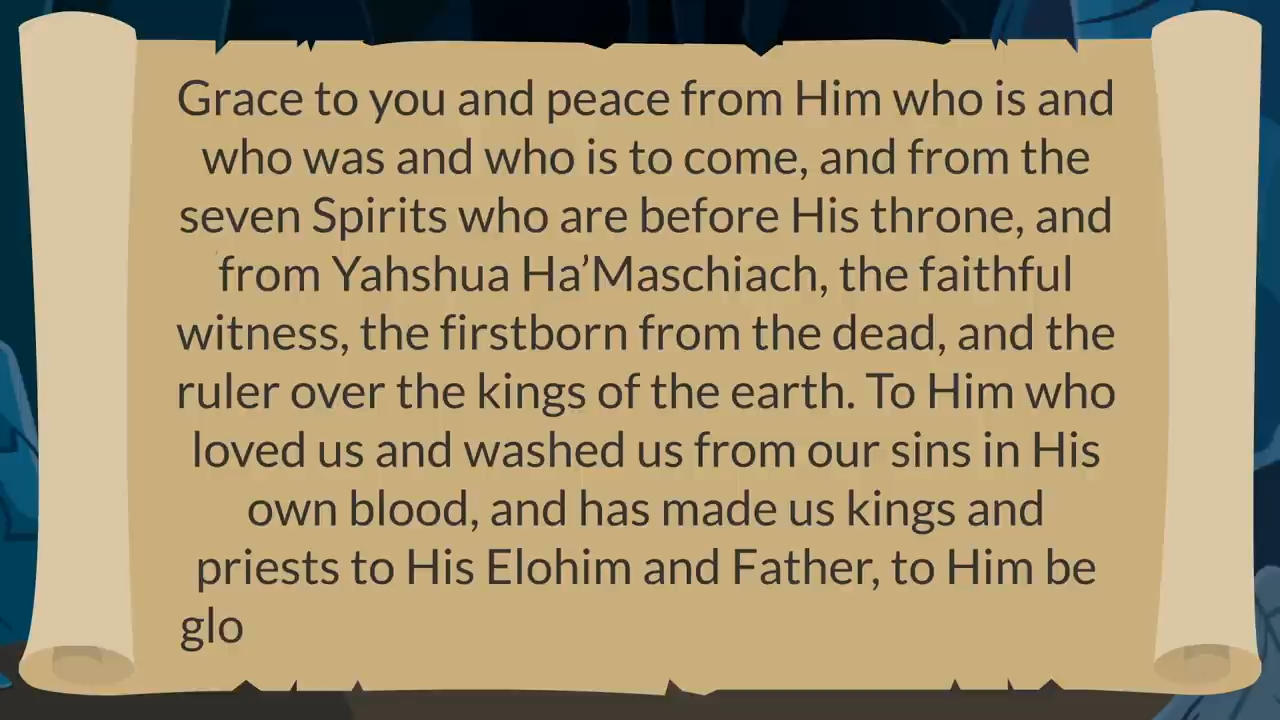 Grace to you and peace from Him who is and
who was and who is to come, and from the
seven Spirits who are before His throne, and
from Yahshua Ha’Maschiach, the faithful
witness, the firstborn from the dead, and the
ruler over the kings of the earth. To Him who
loved us and washed us from our sins in His
own blood, and has made us kings and
priests to His Elohim and Father, to Him be
glo